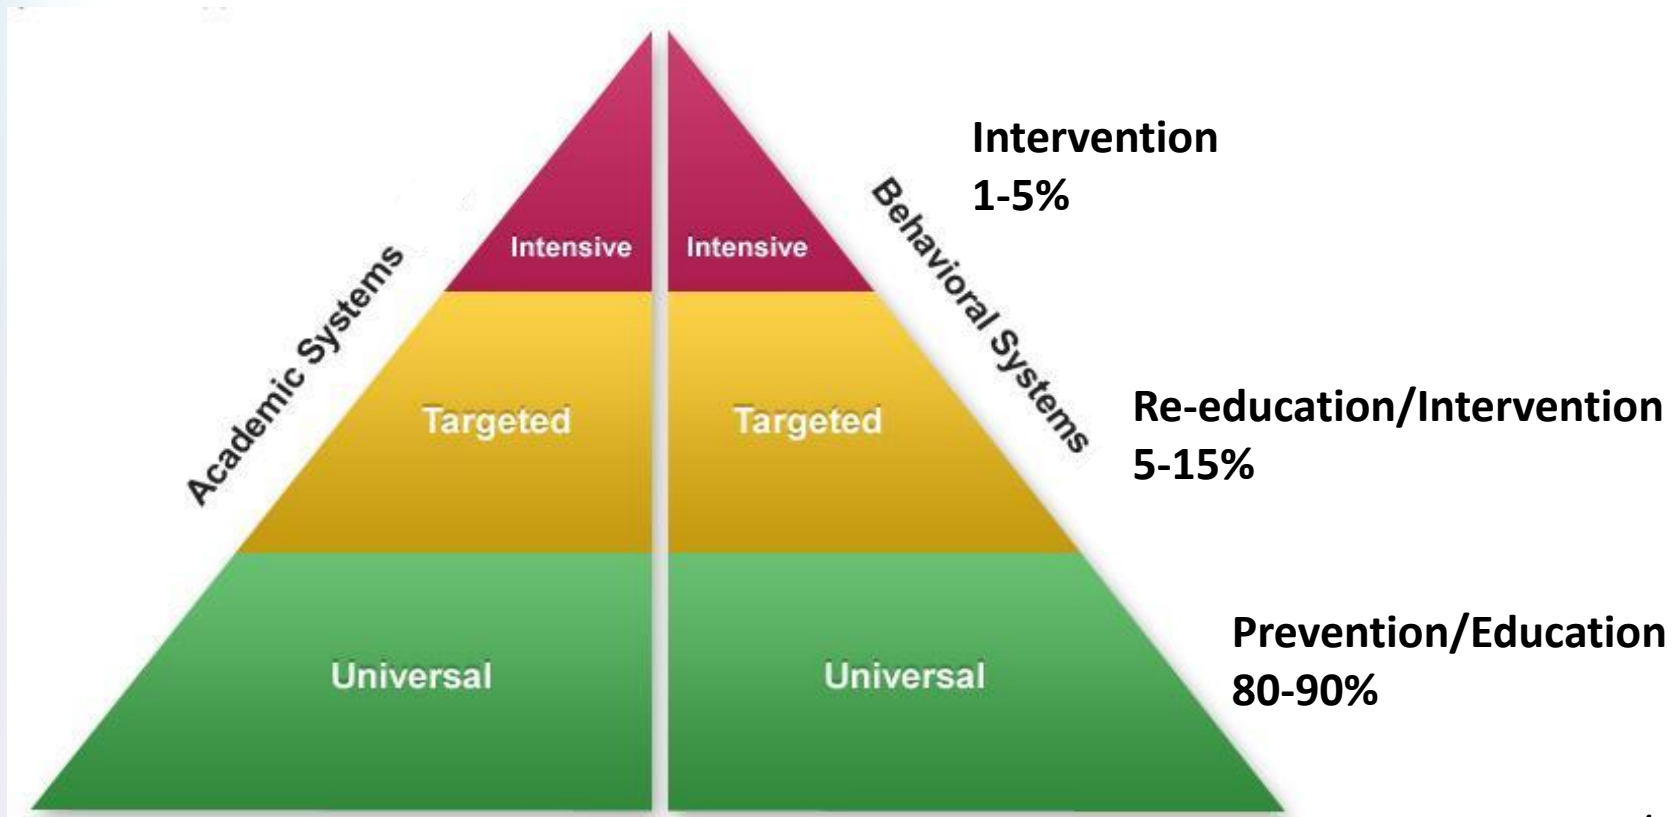 Intervention
1-5%
Academic Systems
Behavioral Systems
Intensive
Intensive
Targeted
Targeted
Re-education/Intervention
5-15%
Universal
Universal
Prevention/Education
80-90%